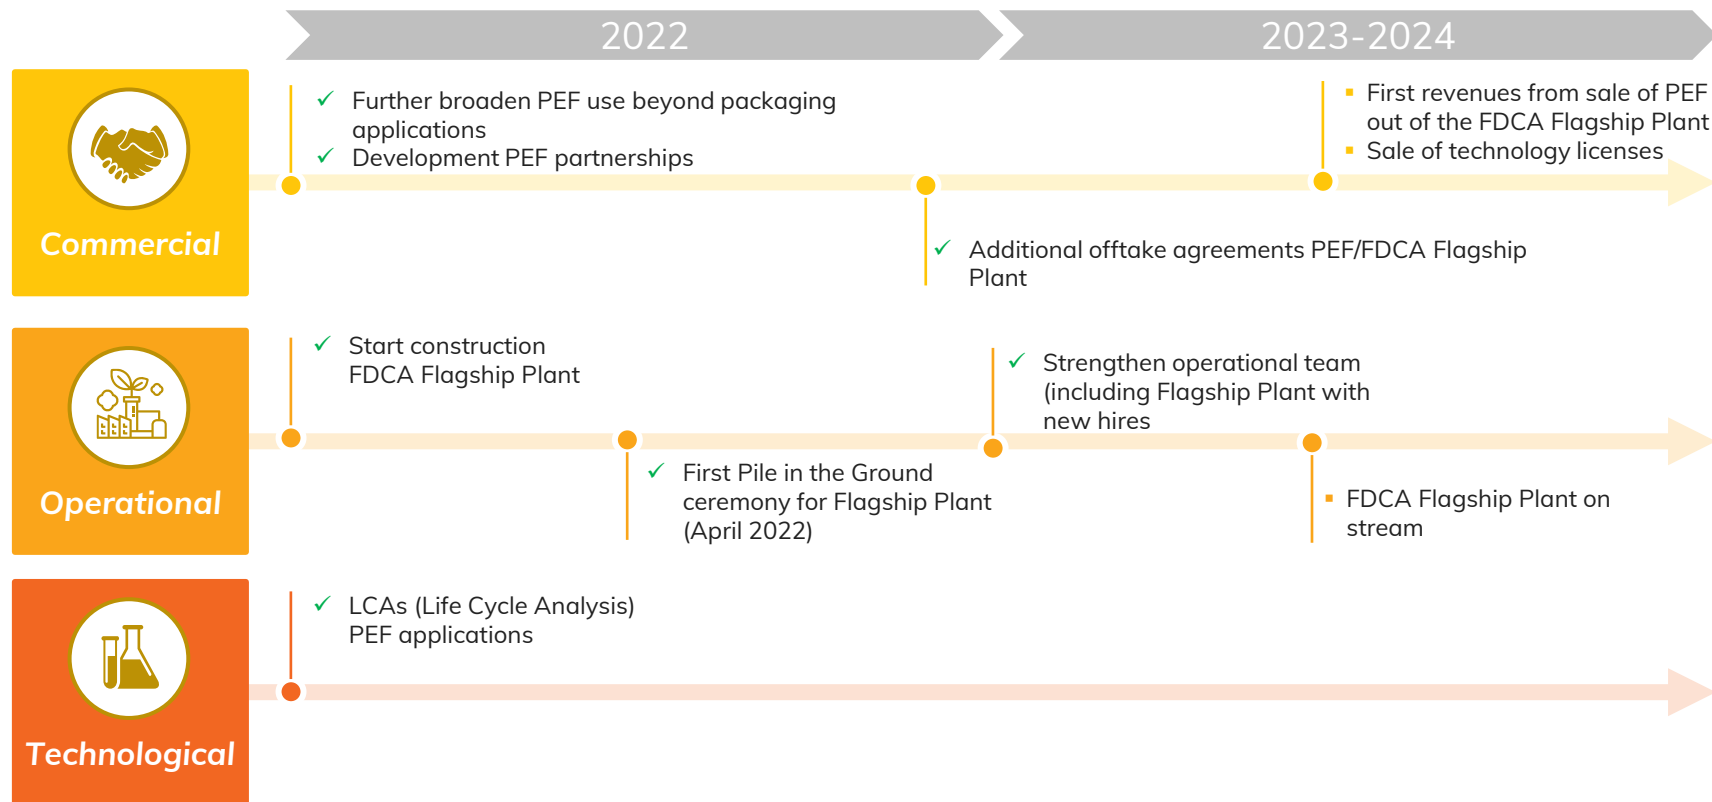 2022
2023-2024
Commercial
✓ Further broaden PEF use beyond packaging
applications
✓ Development PEF partnerships
✓ Additional offtake agreements PEF/FDCA Flagship
Plant
▪ First revenues from sale of PEF
out of the FDCA Flagship Plant
▪ Sale of technology licenses
Operational
✓ Start construction
FDCA Flagship Plant
✓ First Pile in the Ground
ceremony for Flagship Plant
(April 2022)
✓ Strengthen operational team
(including Flagship Plant with
new hires
▪ FDCA Flagship Plant on
stream
Technological
✓ LCAs (Life Cycle Analysis)
PEF applications